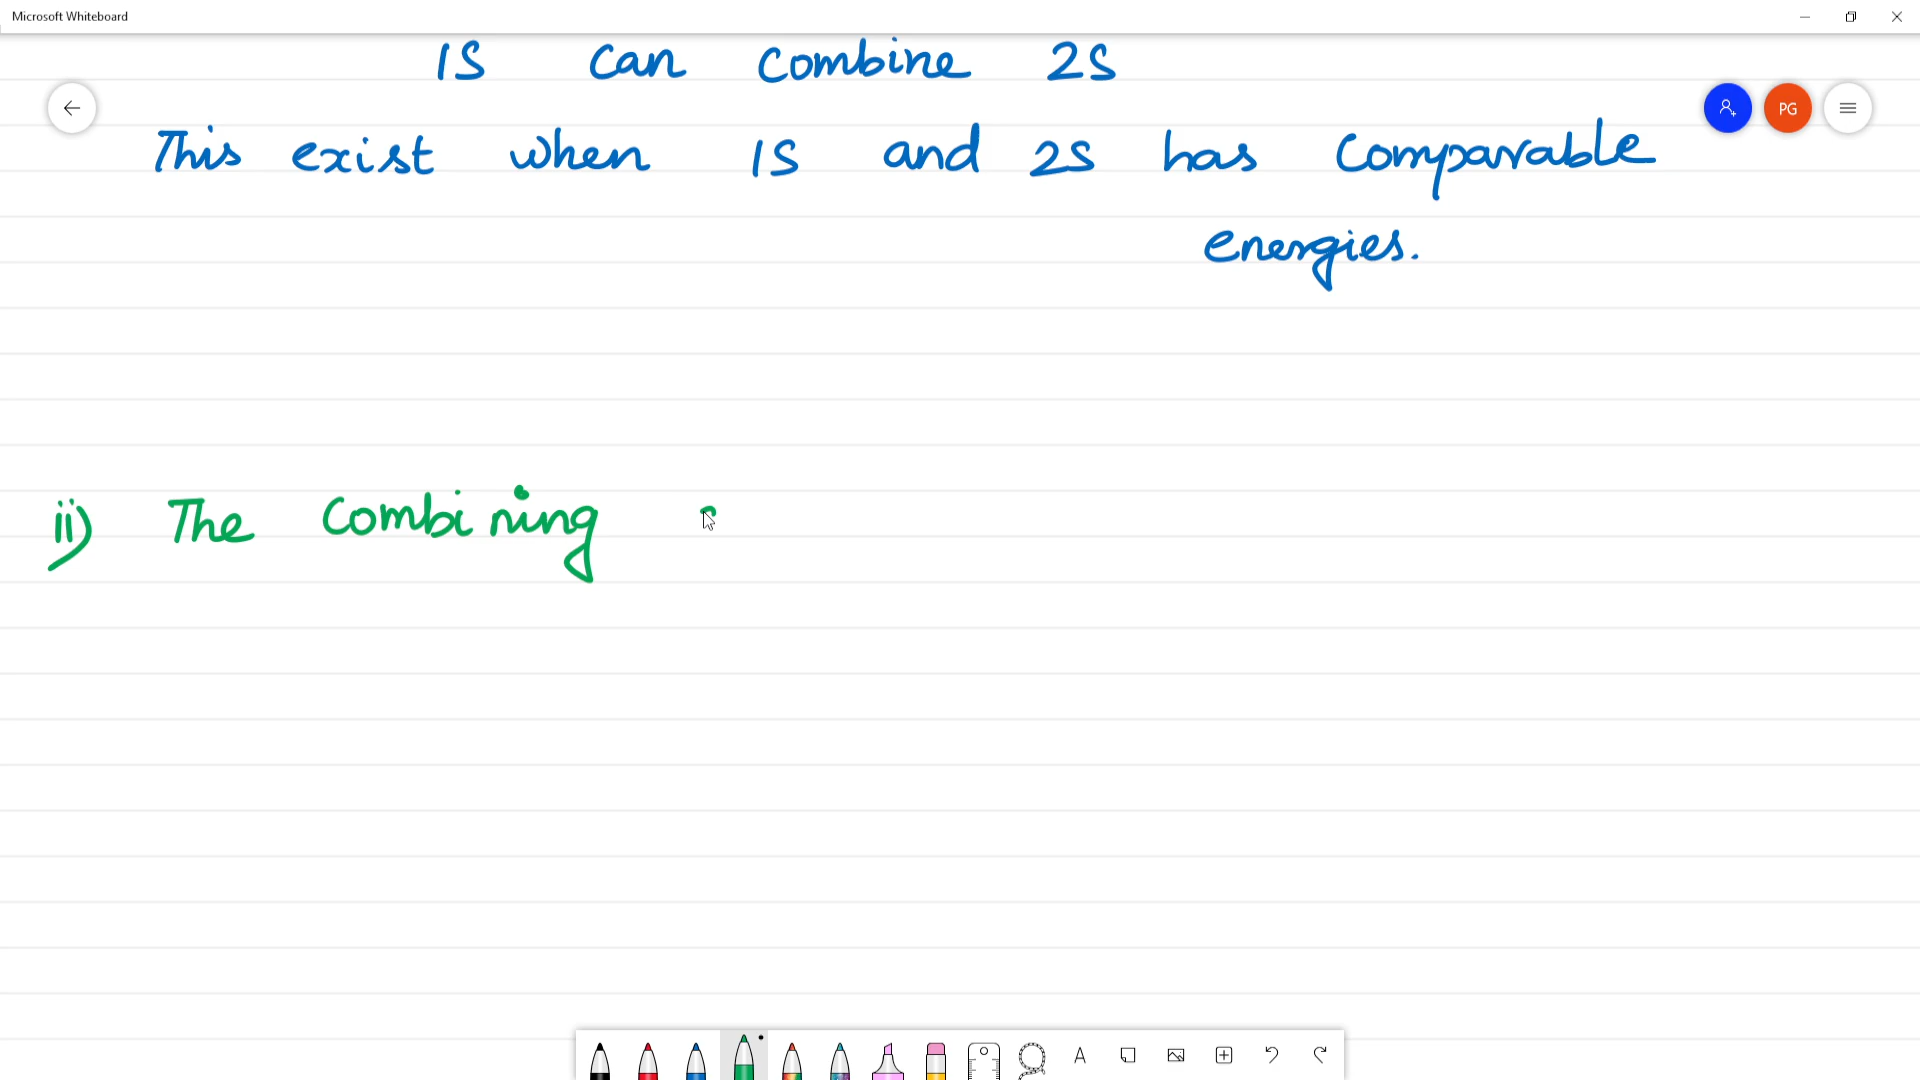 Microsoft Whiteboard
1S can combine 2S
PG
This exist when 1S and 2S has Comparable
energies.
ii) The Combining
A